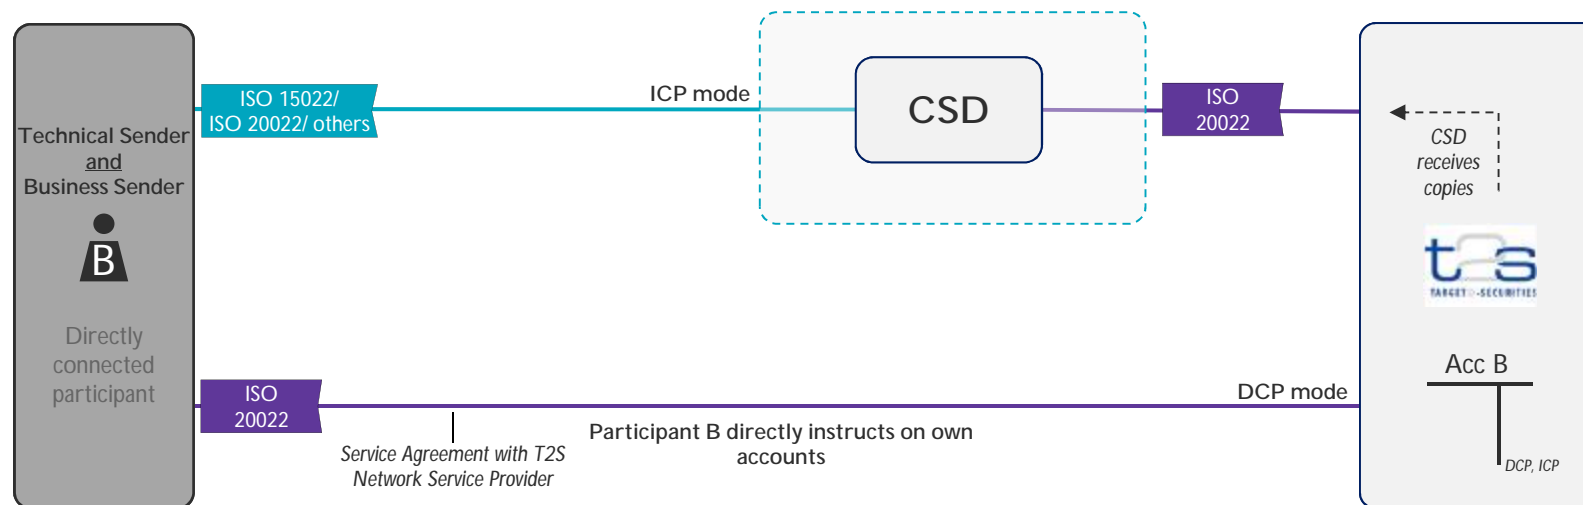 Technical Sender
and
Business Sender
B
Directly
connected
participant
ISO 15022/
ISO 20022/ others
ICP mode
CSD
ISO
20022
CSD
receives
copies
t2s
TARGET2-SECURITIES
Acc B
DCP, ICP
ISO
20022
DCP mode
Service Agreement with T2S
Network Service Provider
Participant B directly instructs on own
accounts